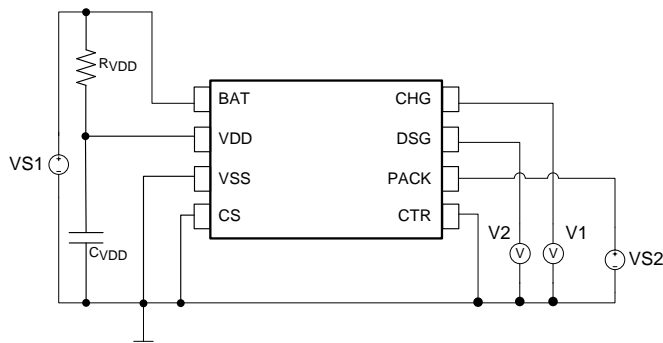 RVDD
BAT
CHG
VDD
DSG
VS1
VSS
PACK
CS
CTR
V2
V1
CVDD
VS2
V
V